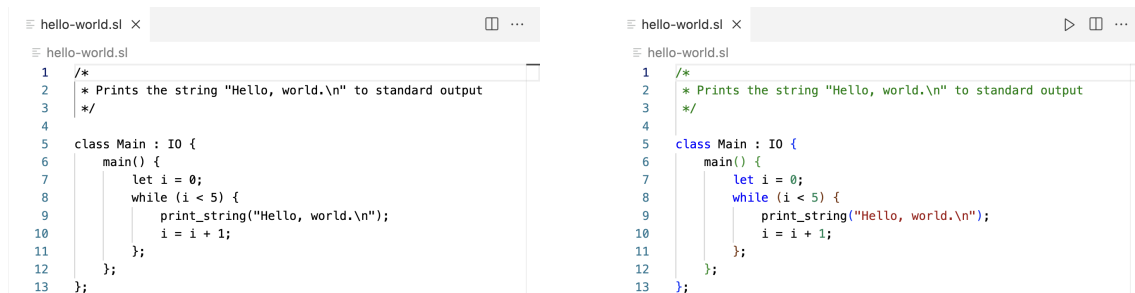 hello-world.sl
hello-world.sl
1 /*
2  * Prints the string "Hello, world.\n" to standard output
3  */
4
5 class Main : IO {
6     main() {
7         let i = 0;
8         while (i < 5) {
9             print_string("Hello, world.\n");
10             i = i + 1;
11         };
12     };
13 };
hello-world.sl
hello-world.sl
1 /*
2  * Prints the string "Hello, world.\n" to standard output
3  */
4
5 class Main : IO {
6     main() {
7         let i = 0;
8         while (i < 5) {
9             print_string("Hello, world.\n");
10             i = i + 1;
11         };
12     };
13 };